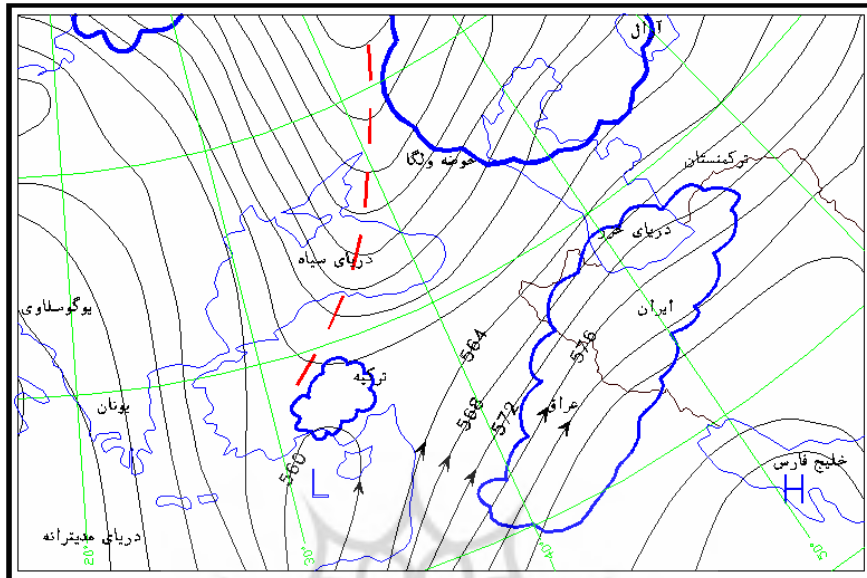 آرال
حوضه ولگا
ترکمنستان
دریای سیاه
دریای خزر
یوگوسلاوی
ایران
564
576
ترکیه
یونان
568
572
عراق
560
L
خلیج فارس
H
دریای مدیترانه
20°
30°
40°
50°